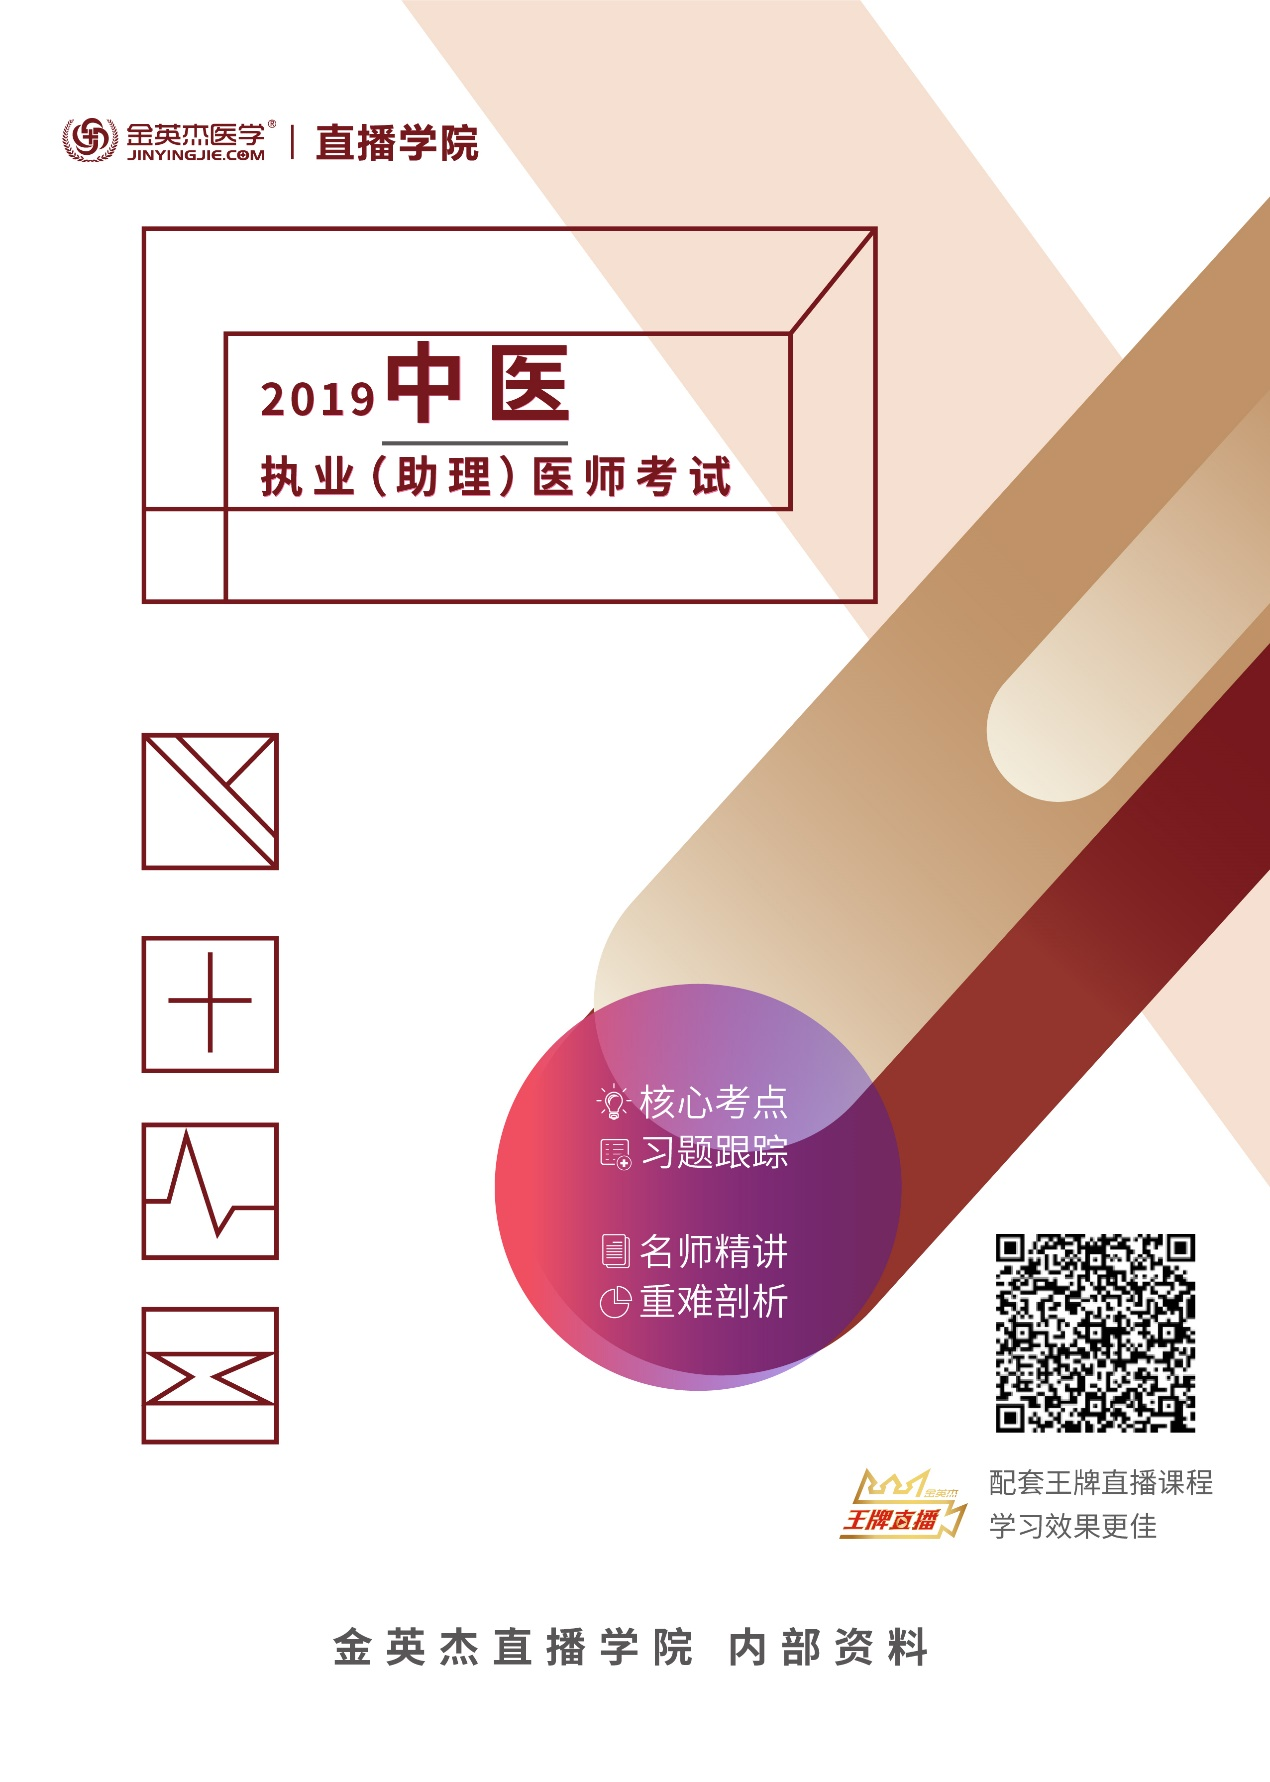 金英杰医学® | 直播学院
JINYINGJIE.COM
2019中医
执业（助理）医师考试
核心考点
习题跟踪
名师精讲
重难剖析
金英杰
王牌直播
配套王牌直播课程
学习效果更佳
金英杰直播学院 内部资料